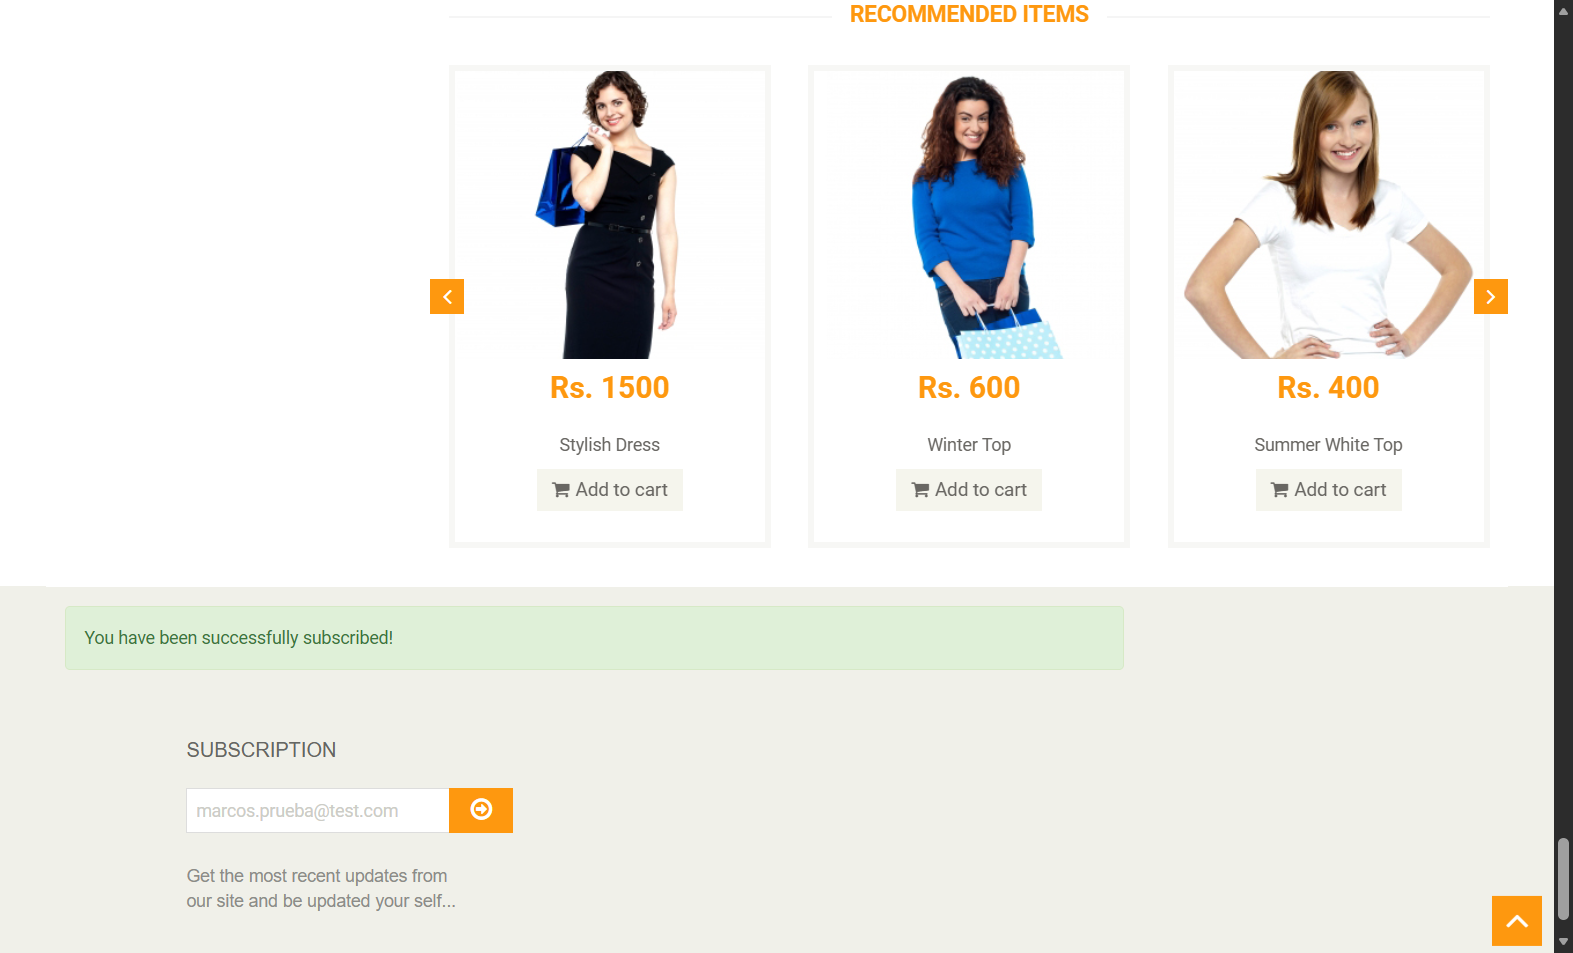 RECOMMENDED ITEMS
Rs. 1500
Rs. 600
Rs. 400
Stylish Dress
Winter Top
Summer White Top
Add to cart
Add to cart
Add to cart
You have been successfully subscribed!
SUBSCRIPTION
marcos.prueba@test.com
Get the most recent updates from
our site and be updated your self...